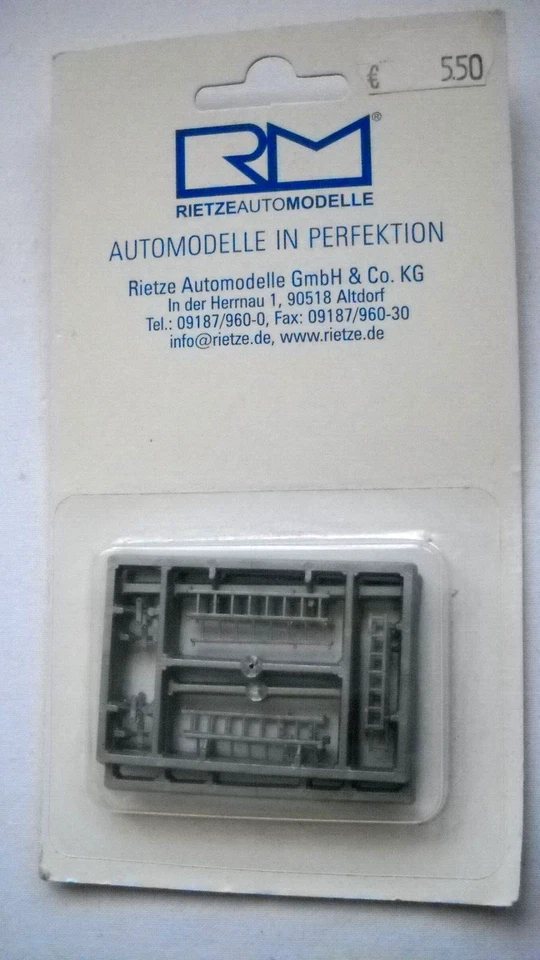 € 5.50
RM®
RIETZEAUTOMODELLE
AUTOMODELLE IN PERFEKTION
Rietze Automodelle GmbH & Co. KG
In der Herrnau 1, 90518 Altdorf
Tel.: 09187/960-0, Fax: 09187/960-30
info@rietze.de, www.rietze.de